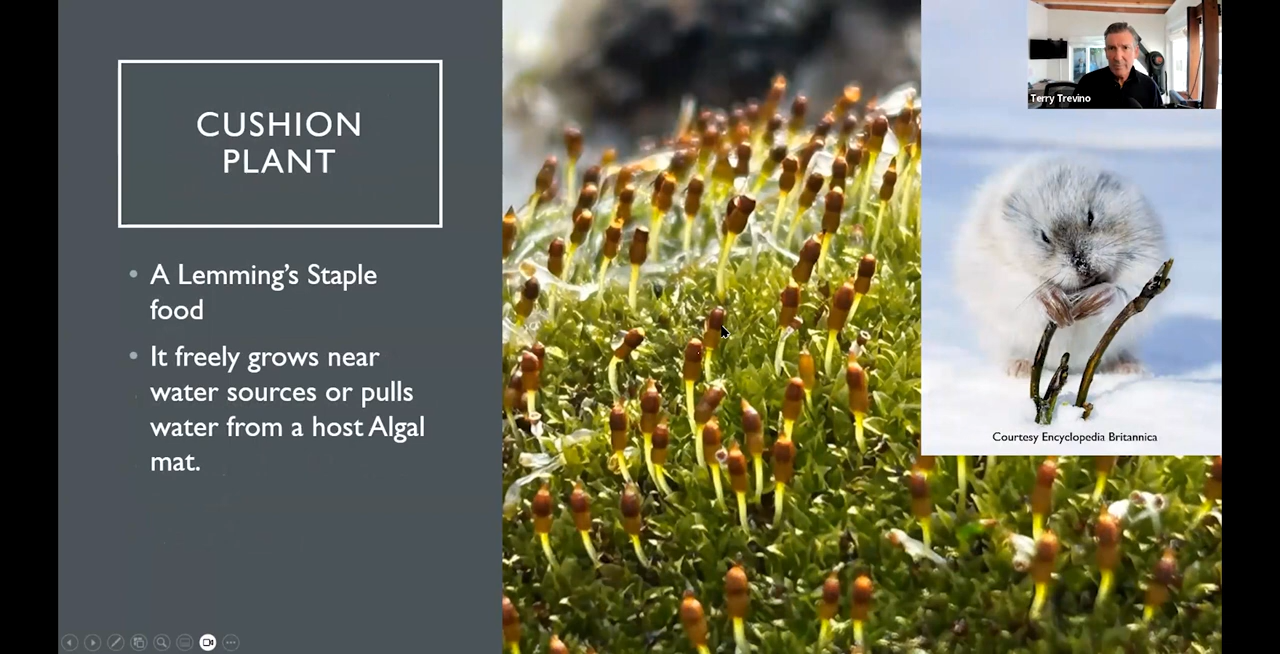 CUSHION
PLANT
A Lemming's Staple
food
It freely grows near
water sources or pulls
water from a host Algal
mat.
Terry Trevino
Courtesy Encyclopedia Britannica